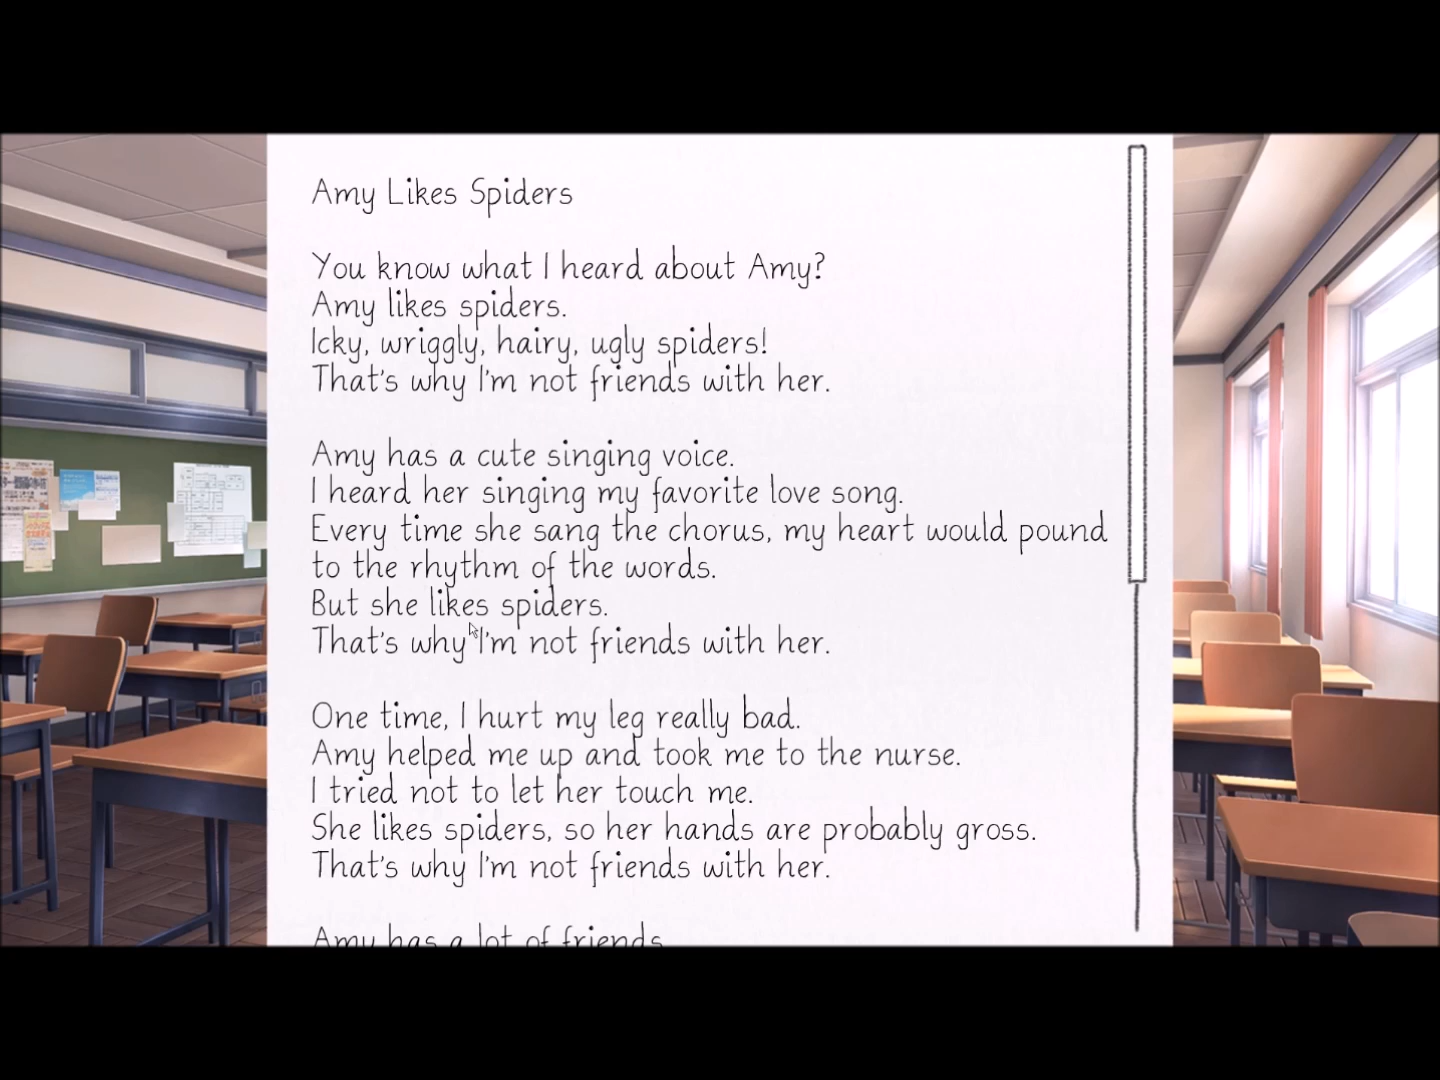 Amy Likes Spiders
You know what I heard about Amy?
Amy likes spiders.
Icky, wriggly, hairy, ugly spiders!
That's why I'm not friends with her.
Amy has a cute singing voice.
I heard her singing my favorite love song.
Every time she sang the chorus, my heart would pound
to the rhythm of the words.
But she likes spiders.
That's why I'm not friends with her.
One time, I hurt my leg really bad.
Amy helped me up and took me to the nurse.
I tried not to let her touch me.
She likes spiders, so her hands are probably gross.
That's why I'm not friends with her.
Amy has a lot of friends